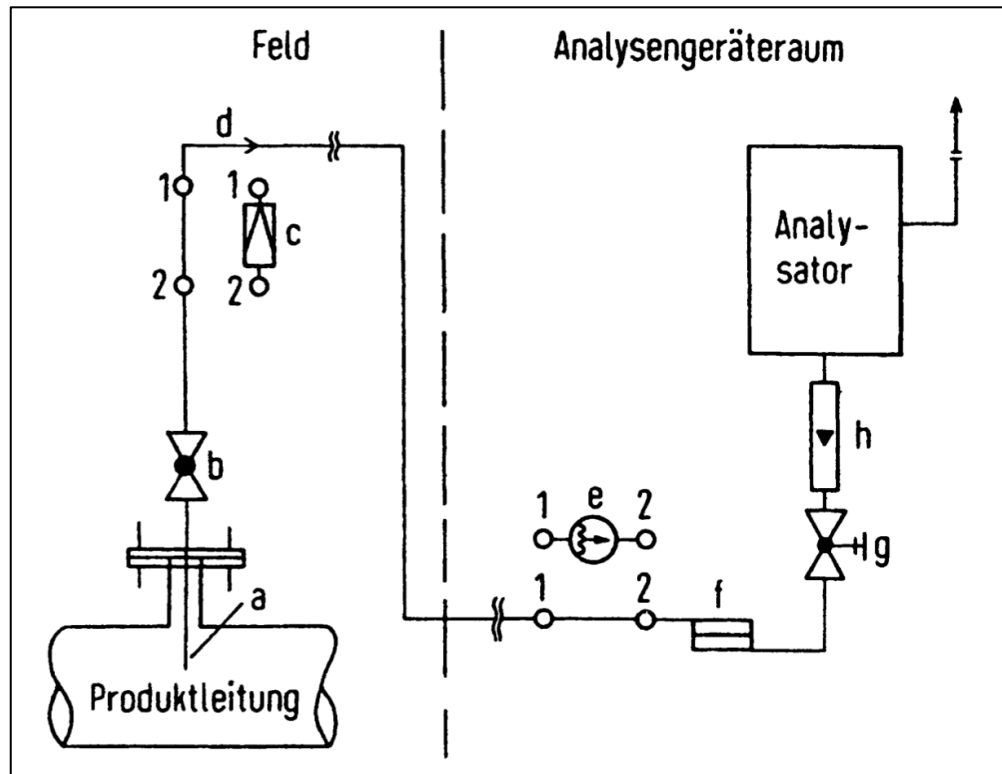 Feld
Analysengeräteraum
d
1
1
c
2
2
b
a
Produktleitung
Analy-
sator
h
g
1
e
2
1
2
f